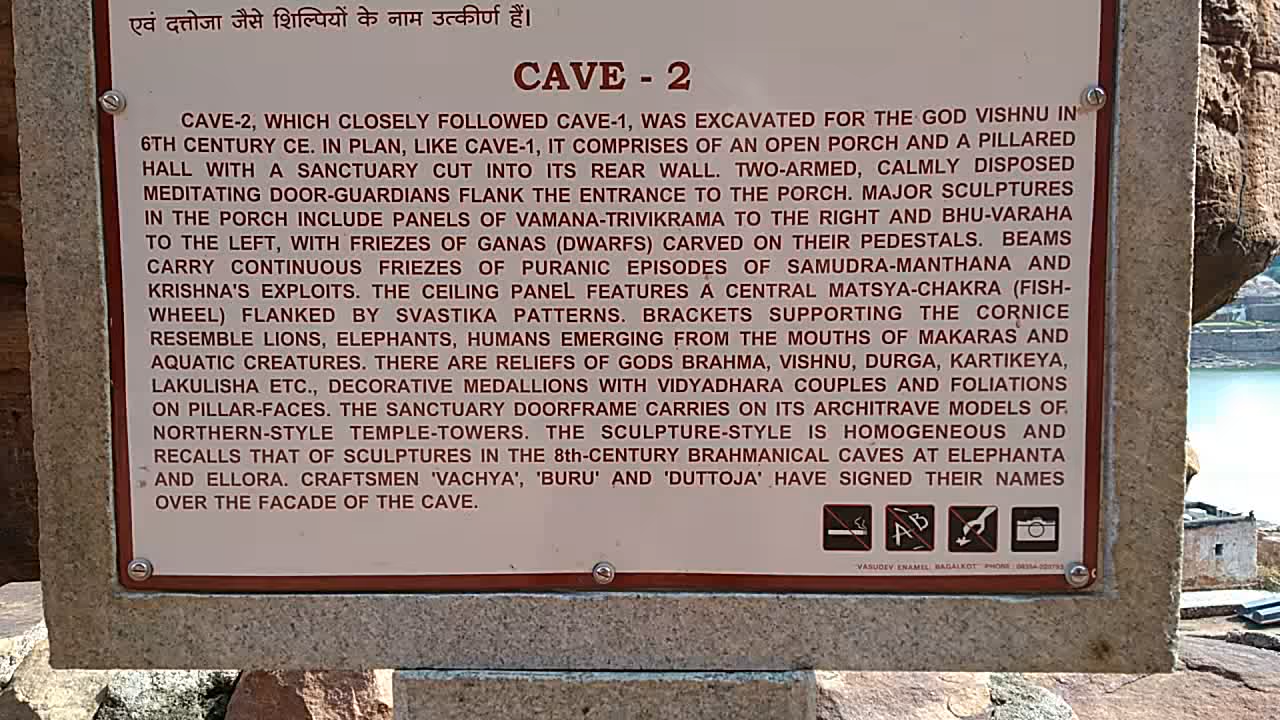 एवं दत्तोजा जैसे शिल्पियों के नाम उत्कीर्ण हैं।
CAVE - 2
CAVE-2, WHICH CLOSELY FOLLOWED CAVE-1, WAS EXCAVATED FOR THE GOD VISHNU IN
6TH CENTURY CE. IN PLAN, LIKE CAVE-1, IT COMPRISES OF AN OPEN PORCH AND A PILLARED
HALL WITH A SANCTUARY CUT INTO ITS REAR WALL. TWO-ARMED, CALMLY DISPOSED
MEDITATING DOOR-GUARDIANS FLANK THE ENTRANCE TO THE PORCH. MAJOR SCULPTURES
IN THE PORCH INCLUDE PANELS OF VAMANA-TRIVIKRAMA TO THE RIGHT AND BHU-VARAHA
TO THE LEFT, WITH FRIEZES OF GANAS (DWARFS) CARVED ON THEIR PEDESTALS. BEAMS
CARRY CONTINUOUS FRIEZES OF PURANIC EPISODES OF SAMUDRA-MANTHANA AND
KRISHNA'S EXPLOITS. THE CEILING PANEL FEATURES A CENTRAL MATSYA-CHAKRA (FISH-
WHEEL) FLANKED BY SVASTIKA PATTERNS. BRACKETS SUPPORTING THE CORNICE
RESEMBLE LIONS, ELEPHANTS, HUMANS EMERGING FROM THE MOUTHS OF MAKARAS AND
AQUATIC CREATURES. THERE ARE RELIEFS OF GODS BRAHMA, VISHNU, DURGA, KARTIKEYA,
LAKULISHA ETC., DECORATIVE MEDALLIONS WITH VIDYADHARA COUPLES AND FOLIATIONS
ON PILLAR-FACES. THE SANCTUARY DOORFRAME CARRIES ON ITS ARCHITRAVE MODELS OF
NORTHERN-STYLE TEMPLE-TOWERS. THE SCULPTURE-STYLE IS HOMOGENEOUS AND
RECALLS THAT OF SCULPTURES IN THE 8th-CENTURY BRAHMANICAL CAVES AT ELEPHANTA
AND ELLORA. CRAFTSMEN 'VACHYA', 'BURU' AND 'DUTTOJA' HAVE SIGNED THEIR NAMES
OVER THE FACADE OF THE CAVE.
AB
"VASUDEV ENAMEL, BAGALKOT" PHONE : 08354-220793